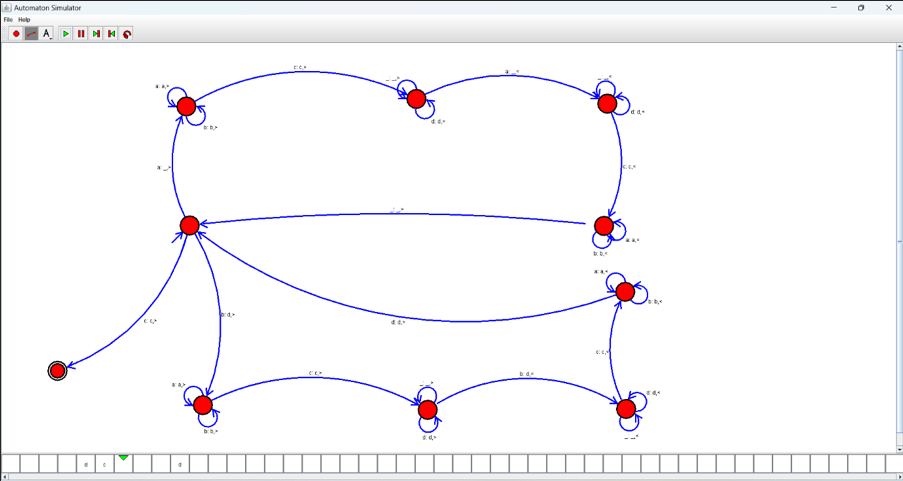 Automaton Simulator
File Help
A
c: c,>
a: _,<
a: a,>
b: b,>
d: d,>
d: d,<
a: _,>
c: c,<
_: _,>
a: a,<
b: b,<
a: a,<
b: b,<
c: c,>
b: d,>
d: d,>
c: c,<
a: a,>
c: c,>
b: d,<
d: d,<
b: b,>
d: d,>
d c d